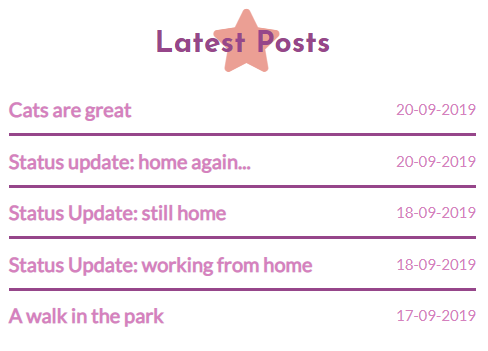 Latest Posts
Cats are great 20-09-2019
Status update: home again... 20-09-2019
Status Update: still home 18-09-2019
Status Update: working from home 18-09-2019
A walk in the park 17-09-2019